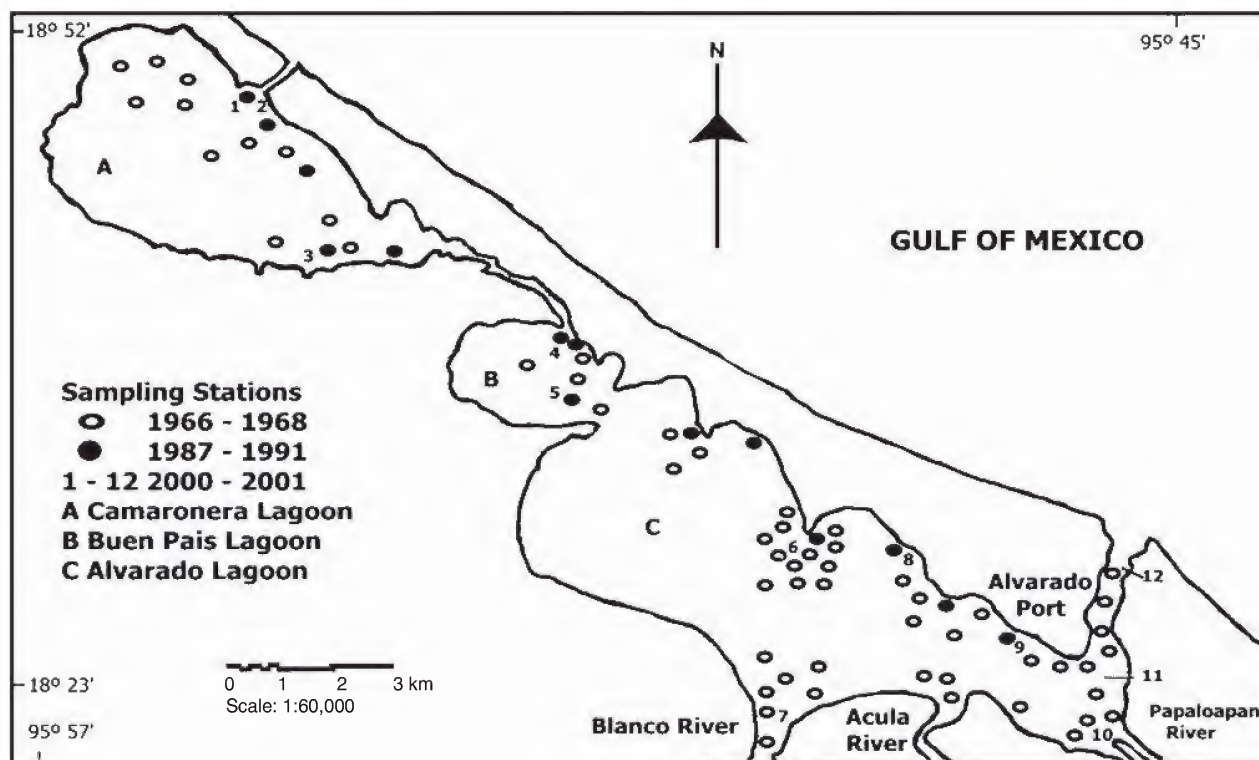 18º 52'
95º 45'
N
1
2
A
GULF OF MEXICO
3
4
B
5
Sampling Stations
1966 - 1968
1987 - 1991
1 - 12 2000 - 2001
A Camaronera Lagoon
B Buen Pais Lagoon
C Alvarado Lagoon
C
6
8
Alvarado
Port
12
9
11
18º 23'
0 1 2 3 km
Scale: 1:60,000
95º 57'
Blanco River
7
Acula
River
10
Papaloapan
River